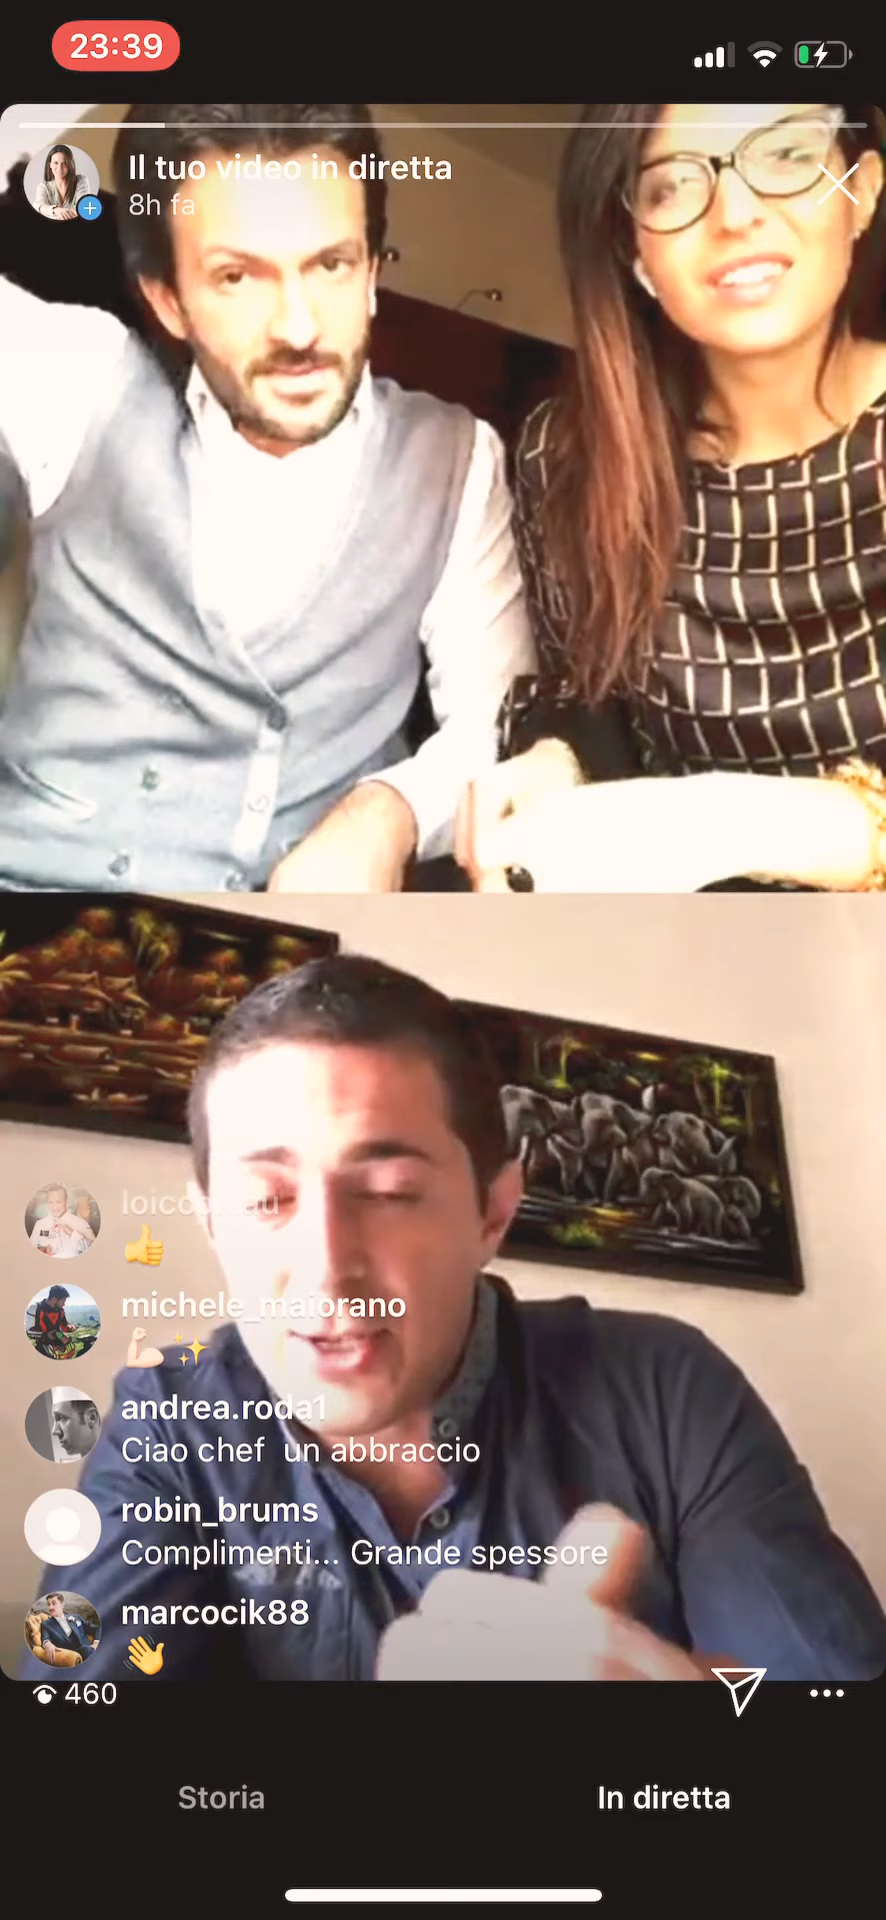 23:39
Il tuo video in diretta
8h fa
michele_maiorano
💪🏻✨
andrea.roda1
Ciao chef un abbraccio
robin_brums
Complimenti... Grande spessore
marcocik88
👋
460
Storia
In diretta